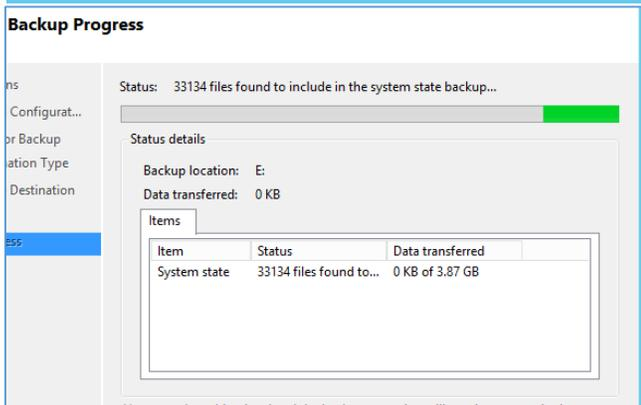 Backup Progress
ns
Configurat...
or Backup
ation Type
Destination
ess
Status: 33134 files found to include in the system state backup...
Status details
Backup location: E:
Data transferred: 0 KB
Items
Item Status Data transferred
System state 33134 files found to... 0 KB of 3.87 GB